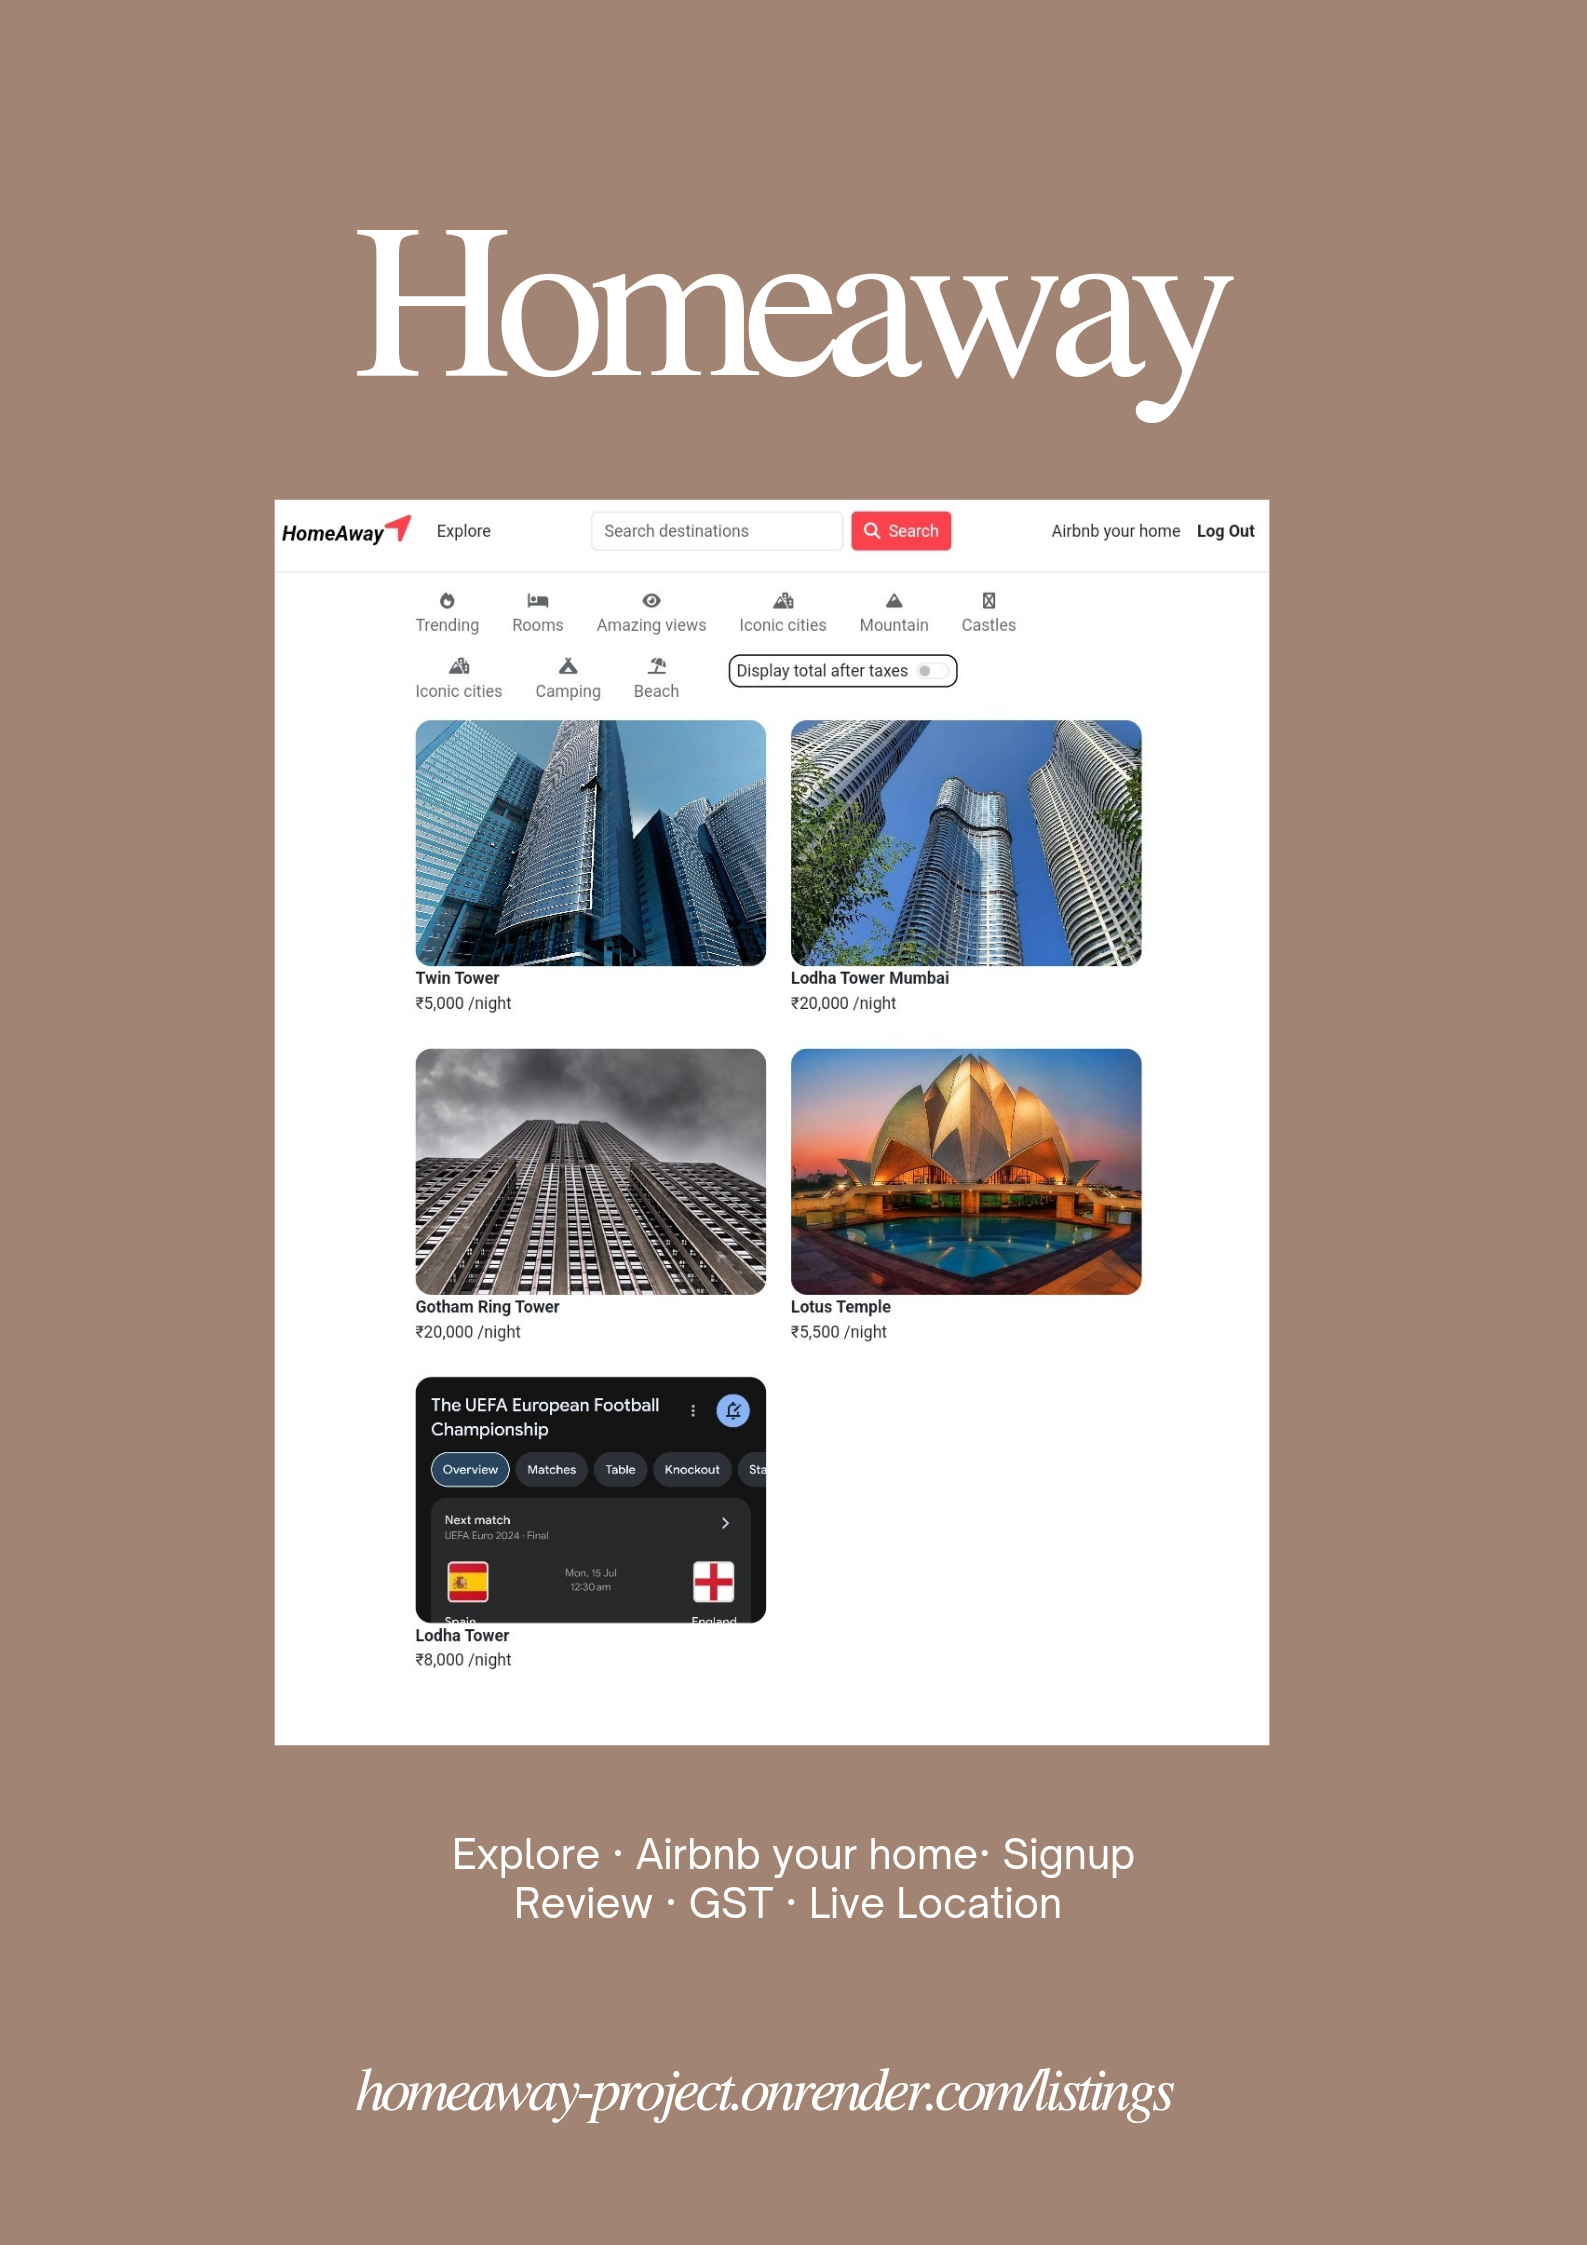 Homeaway
HomeAway Explore Search destinations Search Airbnb your home Log Out
Trending Rooms Amazing views Iconic cities Mountain Castles
Iconic cities Camping Beach Display total after taxes
Twin Tower
₹5,000 /night
Lodha Tower Mumbai
₹20,000 /night
Gotham Ring Tower
₹20,000 /night
Lotus Temple
₹5,500 /night
The UEFA European Football
Championship
Overview Matches Table Knockout Sta
Next match
UEFA Euro 2024 · Final
Mon, 15 Jul
12:30 am
Spain England
Lodha Tower
₹8,000 /night
Explore · Airbnb your home· Signup
Review · GST · Live Location
homeaway-project.onrender.com/listings